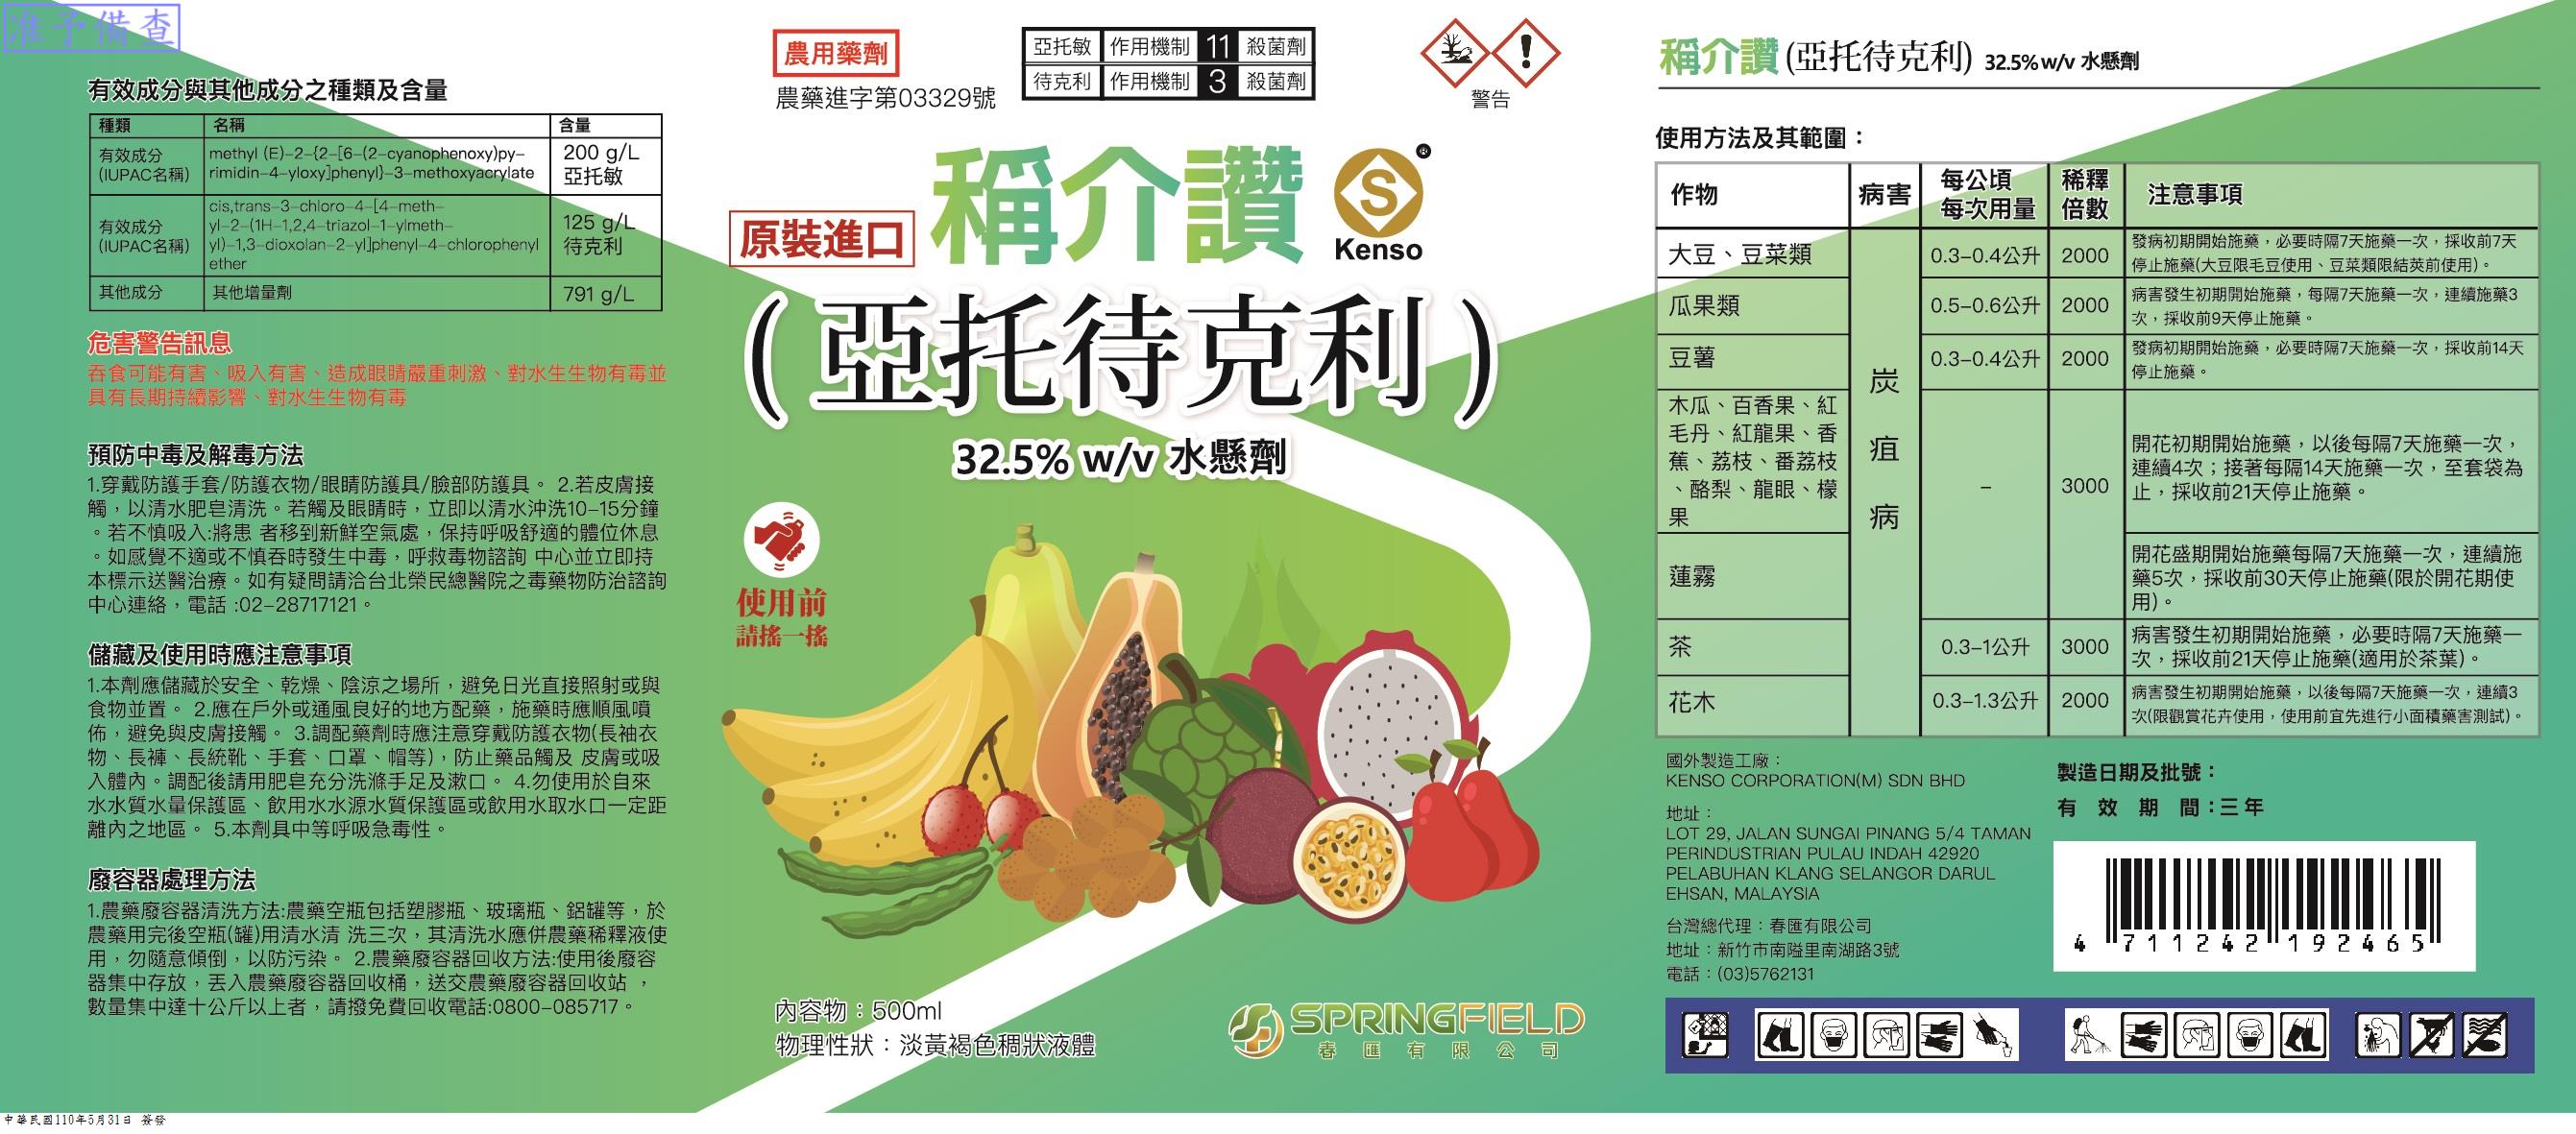 准予備查
有效成分與其他成分之種類及含量
種類 名稱 含量
有效成分
(IUPAC名稱)
methyl (E)-2-{2-[6-(2-cyanophenoxy)py-
rimidin-4-yloxy]phenyl}-3-methoxyacrylate
200 g/L
亞托敏
有效成分
(IUPAC名稱)
cis,trans-3-chloro-4-[4-meth-
yl-2-(1H-1,2,4-triazol-1-ylmeth-
yl)-1,3-dioxolan-2-yl]phenyl-4-chlorophenyl
ether
125 g/L
待克利
其他成分 其他增量劑 791 g/L
危害警告訊息
吞食可能有害、吸入有害、造成眼睛嚴重刺激、對水生生物有毒並
具有長期持續影響、對水生生物有毒
預防中毒及解毒方法
1.穿戴防護手套/防護衣物/眼睛防護具/臉部防護具。 2.若皮膚接
觸，以清水肥皂清洗。若觸及眼睛時，立即以清水沖洗10-15分鐘
。若不慎吸入:將患 者移到新鮮空氣處，保持呼吸舒適的體位休息
。如感覺不適或不慎吞時發生中毒，呼救毒物諮詢 中心並立即持
本標示送醫治療。如有疑問請洽台北榮民總醫院之毒藥物防治諮詢
中心連絡，電話 :02-28717121。
儲藏及使用時應注意事項
1.本劑應儲藏於安全、乾燥、陰涼之場所，避免日光直接照射或與
食物並置。 2.應在戶外或通風良好的地方配藥，施藥時應順風噴
佈，避免與皮膚接觸。 3.調配藥劑時應注意穿戴防護衣物(長袖衣
物、長褲、長統靴、手套、口罩、帽等)，防止藥品觸及 皮膚或吸
入體內。調配後請用肥皂充分洗滌手足及漱口。 4.勿使用於自來
水水質水量保護區、飲用水水源水質保護區或飲用水取水口一定距
離內之地區。 5.本劑具中等呼吸急毒性。
廢容器處理方法
1.農藥廢容器清洗方法:農藥空瓶包括塑膠瓶、玻璃瓶、鋁罐等，於
農藥用完後空瓶(罐)用清水清 洗三次，其清洗水應併農藥稀釋液使
用，勿隨意傾倒，以防污染。 2.農藥廢容器回收方法:使用後廢容
器集中存放，丟入農藥廢容器回收桶，送交農藥廢容器回收站 ，
數量集中達十公斤以上者，請撥免費回收電話:0800-085717。
中華民國110年5月31日 簽發
農用藥劑
農藥進字第03329號
亞托敏 作用機制 11 殺菌劑
待克利 作用機制 3 殺菌劑
警告
原裝進口
稱介讚
S
®
Kenso
(亞托待克利)
32.5% w/v 水懸劑
使用前
請搖一搖
內容物：500ml
物理性狀：淡黃褐色稠狀液體
SPRINGFIELD
春匯有限公司
稱介讚(亞托待克利) 32.5%w/v 水懸劑
使用方法及其範圍：
作物 病害 每公頃每次用量 稀釋倍數 注意事項
炭疽病
大豆、豆菜類 0.3-0.4公升 2000
發病初期開始施藥，必要時隔7天施藥一次，採收前7天
停止施藥(大豆限毛豆使用、豆菜類限結莢前使用)。
瓜果類 0.5-0.6公升 2000
病害發生初期開始施藥，每隔7天施藥一次，連續施藥3
次，採收前9天停止施藥。
豆薯 0.3-0.4公升 2000
發病初期開始施藥，必要時隔7天施藥一次，採收前14天
停止施藥。
木瓜、百香果、紅
毛丹、紅龍果、香
蕉、荔枝、番荔枝
、酪梨、龍眼、檬
果
- 3000
開花初期開始施藥，以後每隔7天施藥一次，
連續4次；接著每隔14天施藥一次，至套袋為
止，採收前21天停止施藥。
蓮霧
開花盛期開始施藥每隔7天施藥一次，連續施
藥5次，採收前30天停止施藥(限於開花期使
用)。
茶 0.3-1公升 3000
病害發生初期開始施藥，必要時隔7天施藥一
次，採收前21天停止施藥(適用於茶葉)。
花木 0.3-1.3公升 2000
病害發生初期開始施藥，以後每隔7天施藥一次，連續3
次(限觀賞花卉使用，使用前宜先進行小面積藥害測試)。
國外製造工廠：
KENSO CORPORATION(M) SDN BHD
地址：
LOT 29, JALAN SUNGAI PINANG 5/4 TAMAN
PERINDUSTRIAN PULAU INDAH 42920
PELABUHAN KLANG SELANGOR DARUL
EHSAN, MALAYSIA
台灣總代理：春匯有限公司
地址：新竹市南隘里南湖路3號
電話：(03)5762131
製造日期及批號：
有 效 期 間：三年
4 711242 192465